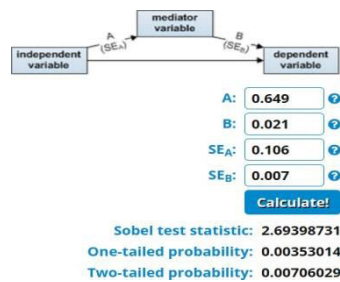 mediator
variable
A
(SEA)
B
(SEB)
independent
variable
dependent
variable
A: 0.649 ?
B: 0.021 ?
SEA: 0.106 ?
SEB: 0.007 ?
Calculate!
Sobel test statistic: 2.69398731
One-tailed probability: 0.00353014
Two-tailed probability: 0.00706029